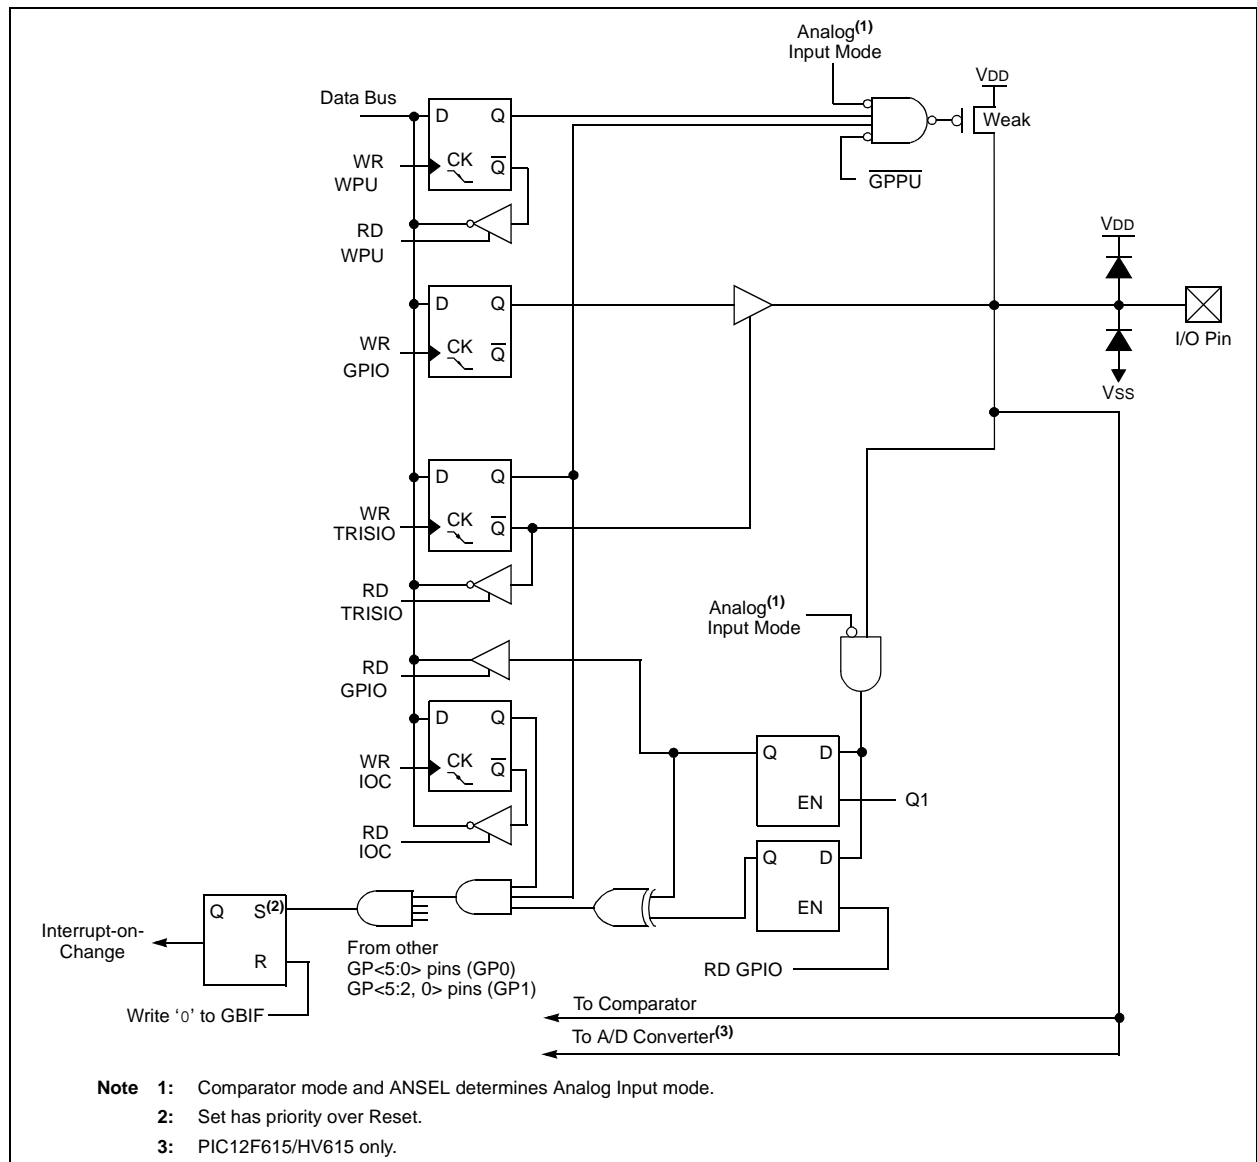 Analog(1)
Input Mode
VDD
Data Bus
D Q
Weak
WR
WPU
CK
Q
GPPU
RD
WPU
VDD
D Q
I/O Pin
WR
GPIO
CK
Q
VSS
D Q
WR
TRISIO
CK
Q
RD
TRISIO
Analog(1)
Input Mode
RD
GPIO
D Q
Q D
WR
IOC
CK
Q
EN
Q1
RD
IOC
Q D
EN
Q S(2)
Interrupt-on-
Change
R
From other
GP<5:0> pins (GP0)
GP<5:2, 0> pins (GP1)
RD GPIO
Write ‘0’ to GBIF
To Comparator
To A/D Converter(3)
Note 1: Comparator mode and ANSEL determines Analog Input mode.
2: Set has priority over Reset.
3: PIC12F615/HV615 only.